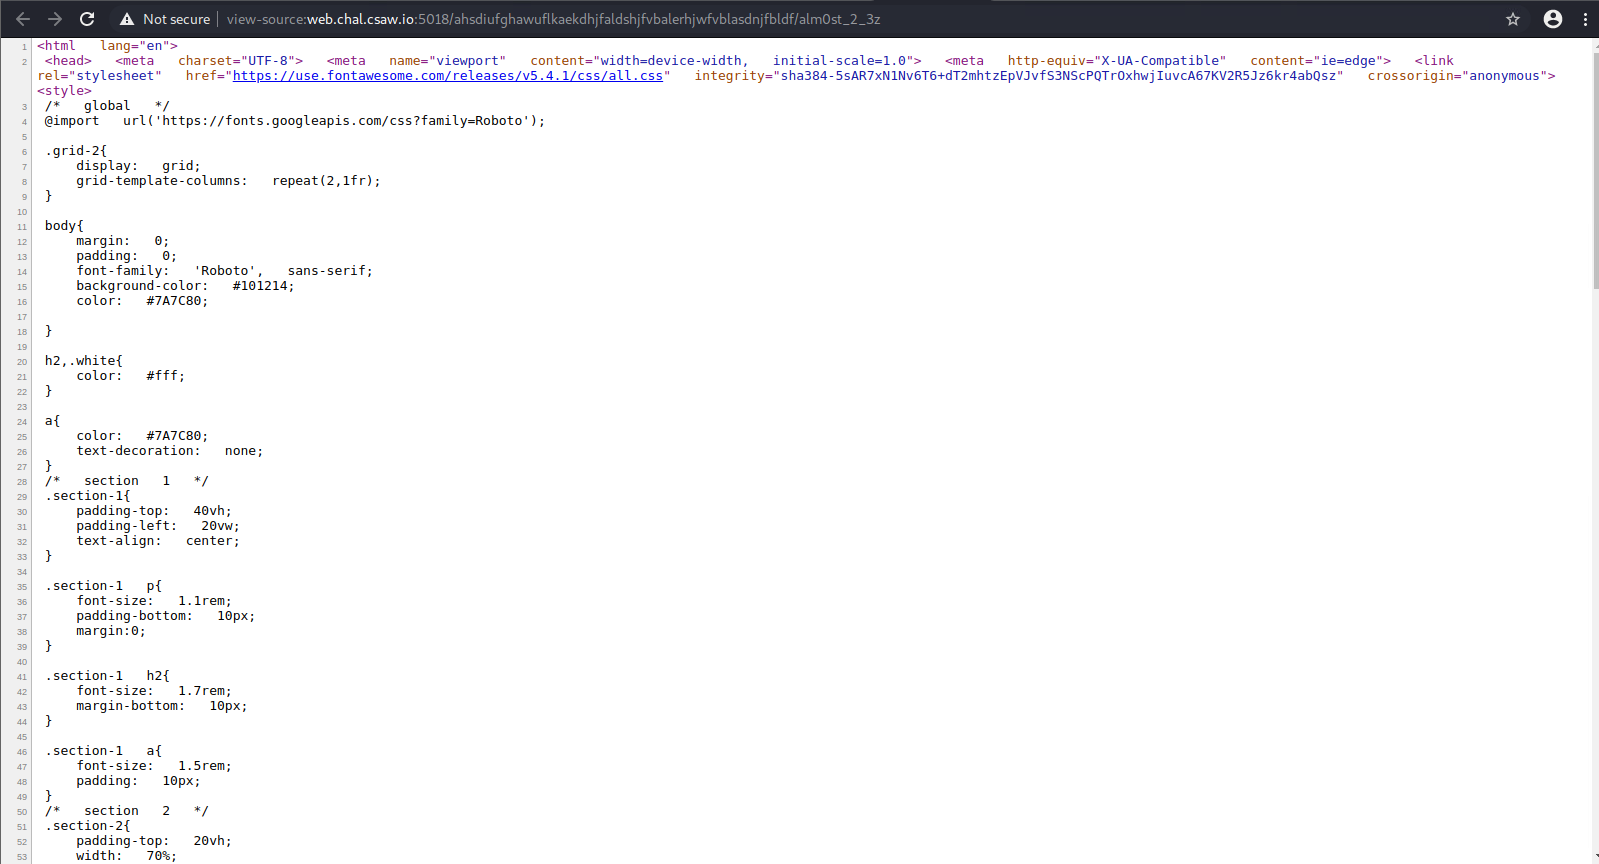 Not secure | view-source:web.chal.csaw.io:5018/ahsdiufghawuflkaekdhjfaldshjfvbalerhjwfvblasdnjfbldf/alm0st_2_3z
1 <html lang="en">
2 <head> <meta charset="UTF-8"> <meta name="viewport" content="width=device-width, initial-scale=1.0"> <meta http-equiv="X-UA-Compatible" content="ie=edge"> <link
rel="stylesheet" href="https://use.fontawesome.com/releases/v5.4.1/css/all.css" integrity="sha384-5sAR7xN1Nv6T6+dT2mhtzEpVJvfS3NScPQTrOxhwjIuvcA67KV2R5Jz6kr4abQsz" crossorigin="anonymous">
<style>
3 /* global */
4 @import url('https://fonts.googleapis.com/css?family=Roboto');
5
6 .grid-2{
7 display: grid;
8 grid-template-columns: repeat(2,1fr);
9 }
10
11 body{
12 margin: 0;
13 padding: 0;
14 font-family: 'Roboto', sans-serif;
15 background-color: #101214;
16 color: #7A7C80;
17
18 }
19
20 h2,.white{
21 color: #fff;
22 }
23
24 a{
25 color: #7A7C80;
26 text-decoration: none;
27 }
28 /* section 1 */
29 .section-1{
30 padding-top: 40vh;
31 padding-left: 20vw;
32 text-align: center;
33 }
34
35 .section-1 p{
36 font-size: 1.1rem;
37 padding-bottom: 10px;
38 margin:0;
39 }
40
41 .section-1 h2{
42 font-size: 1.7rem;
43 margin-bottom: 10px;
44 }
45
46 .section-1 a{
47 font-size: 1.5rem;
48 padding: 10px;
49 }
50 /* section 2 */
51 .section-2{
52 padding-top: 20vh;
53 width: 70%;